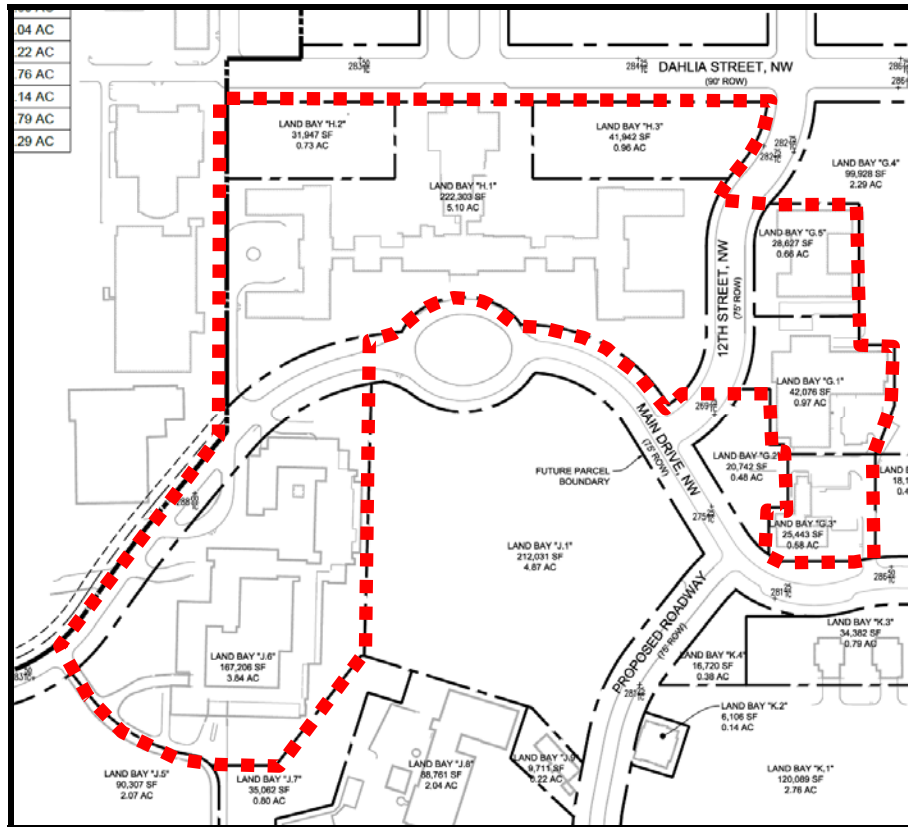 .04 AC
.22 AC
.76 AC
.14 AC
.79 AC
.29 AC
DAHLIA STREET, NW
(90' ROW)
LAND BAY "H.2"
31,947 SF
0.73 AC
LAND BAY "H.3"
41,942 SF
0.96 AC
LAND BAY "G.4"
99,928 SF
2.29 AC
LAND BAY "H.1"
222,303 SF
5.10 AC
LAND BAY "G.5"
28,627 SF
0.66 AC
12TH STREET, NW
(75' ROW)
LAND BAY "G.1"
42,076 SF
0.97 AC
MAIN DRIVE, NW
(75' ROW)
FUTURE PARCEL
BOUNDARY
LAND BAY "G.2"
20,742 SF
0.48 AC
LAND BAY "G.3"
25,443 SF
0.58 AC
LAND BAY "J.1"
212,031 SF
4.87 AC
PROPOSED ROADWAY
(75' ROW)
LAND BAY "K.3"
34,382 SF
0.79 AC
LAND BAY "K.4"
16,720 SF
0.38 AC
LAND BAY "J.6"
167,206 SF
3.84 AC
LAND BAY "K.2"
6,106 SF
0.14 AC
LAND BAY "J.5"
90,307 SF
2.07 AC
LAND BAY "J.7"
35,062 SF
0.80 AC
LAND BAY "J.8"
88,761 SF
2.04 AC
LAND BAY "J.9"
9,711 SF
0.22 AC
LAND BAY "K.1"
120,089 SF
2.76 AC